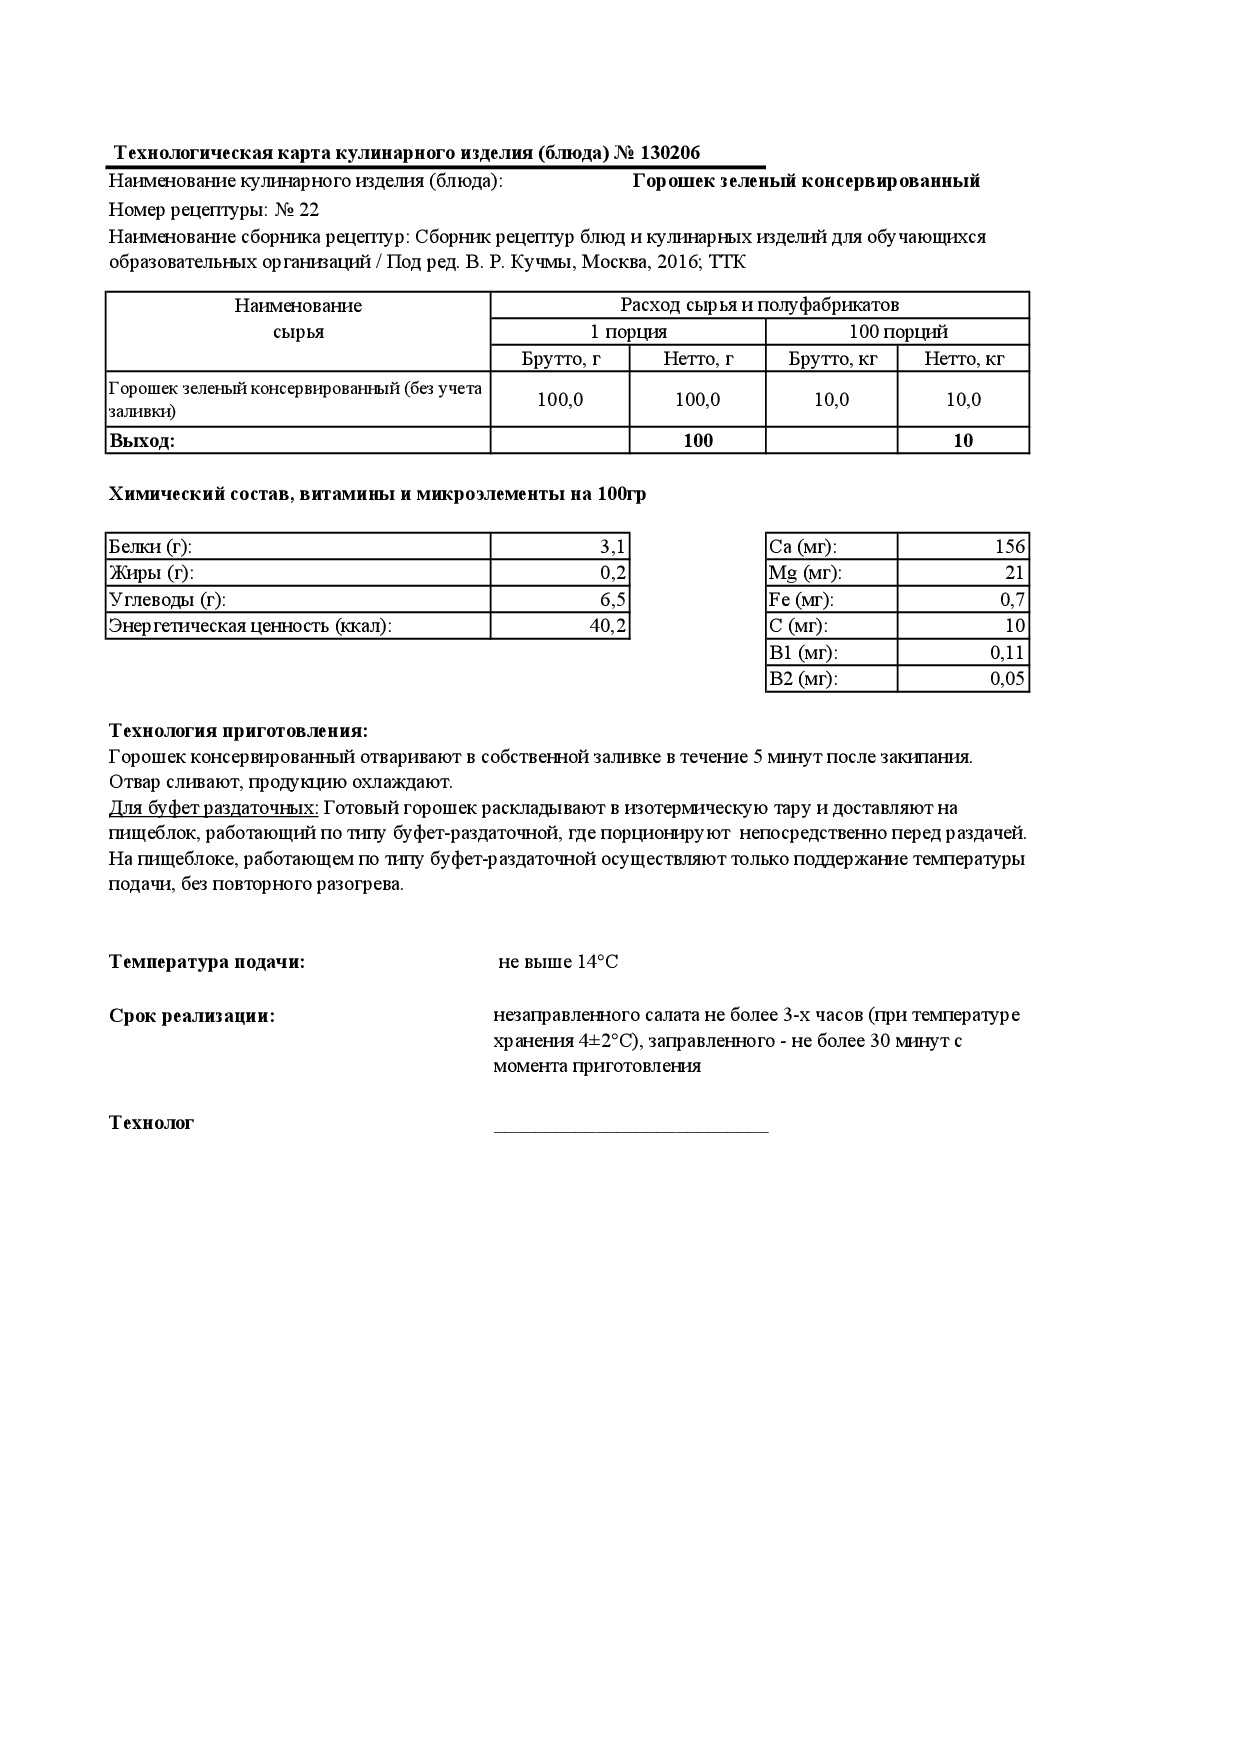 Технологическая карта кулинарного изделия (блюда) № 130206
Наименование кулинарного изделия (блюда): Горошек зеленый консервированный
Номер рецептуры: № 22
Наименование сборника рецептур: Сборник рецептур блюд и кулинарных изделий для обучающихся
образовательных организаций / Под ред. В. Р. Кучмы, Москва, 2016; ТТК
Наименование сырья Расход сырья и полуфабрикатов
1 порция 100 порций
Брутто, г Нетто, г Брутто, кг Нетто, кг
Горошек зеленый консервированный (без учета
заливки) 100,0 100,0 10,0 10,0
Выход: 100 10
Химический состав, витамины и микроэлементы на 100гр
Белки (г): 3,1 Ca (мг): 156
Жиры (г): 0,2 Mg (мг): 21
Углеводы (г): 6,5 Fe (мг): 0,7
Энергетическая ценность (ккал): 40,2 C (мг): 10
B1 (мг): 0,11
B2 (мг): 0,05
Технология приготовления:
Горошек консервированный отваривают в собственной заливке в течение 5 минут после закипания.
Отвар сливают, продукцию охлаждают.
Для буфет раздаточных: Готовый горошек раскладывают в изотермическую тару и доставляют на
пищеблок, работающий по типу буфет-раздаточной, где порционируют непосредственно перед раздачей.
На пищеблоке, работающем по типу буфет-раздаточной осуществляют только поддержание температуры
подачи, без повторного разогрева.
Температура подачи: не выше 14°С
Срок реализации: незаправленного салата не более 3-х часов (при температуре
хранения 4±2°С), заправленного - не более 30 минут с
момента приготовления
Технолог ___________________________